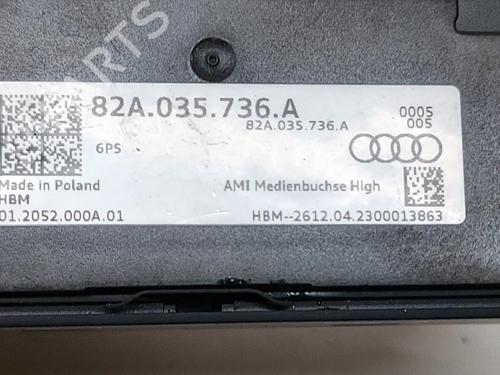 PARTS
82A.035.736.A
82A.035.736.A
0005
005
6PS
Made in Poland
HBM
01.2052.000A.01
AMI Medienbuchse High
HBM--2612.04.2300013863